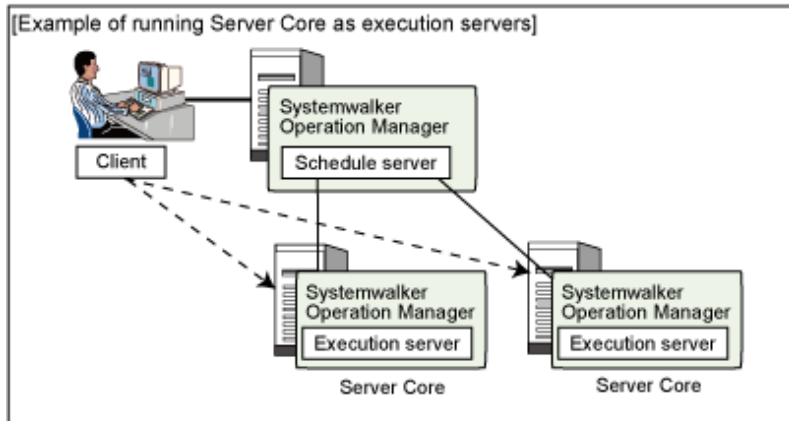 [Example of running Server Core as execution servers]
Systemwalker
Operation Manager
Schedule server
Client
Systemwalker
Operation Manager
Execution server
Server Core
Systemwalker
Operation Manager
Execution server
Server Core